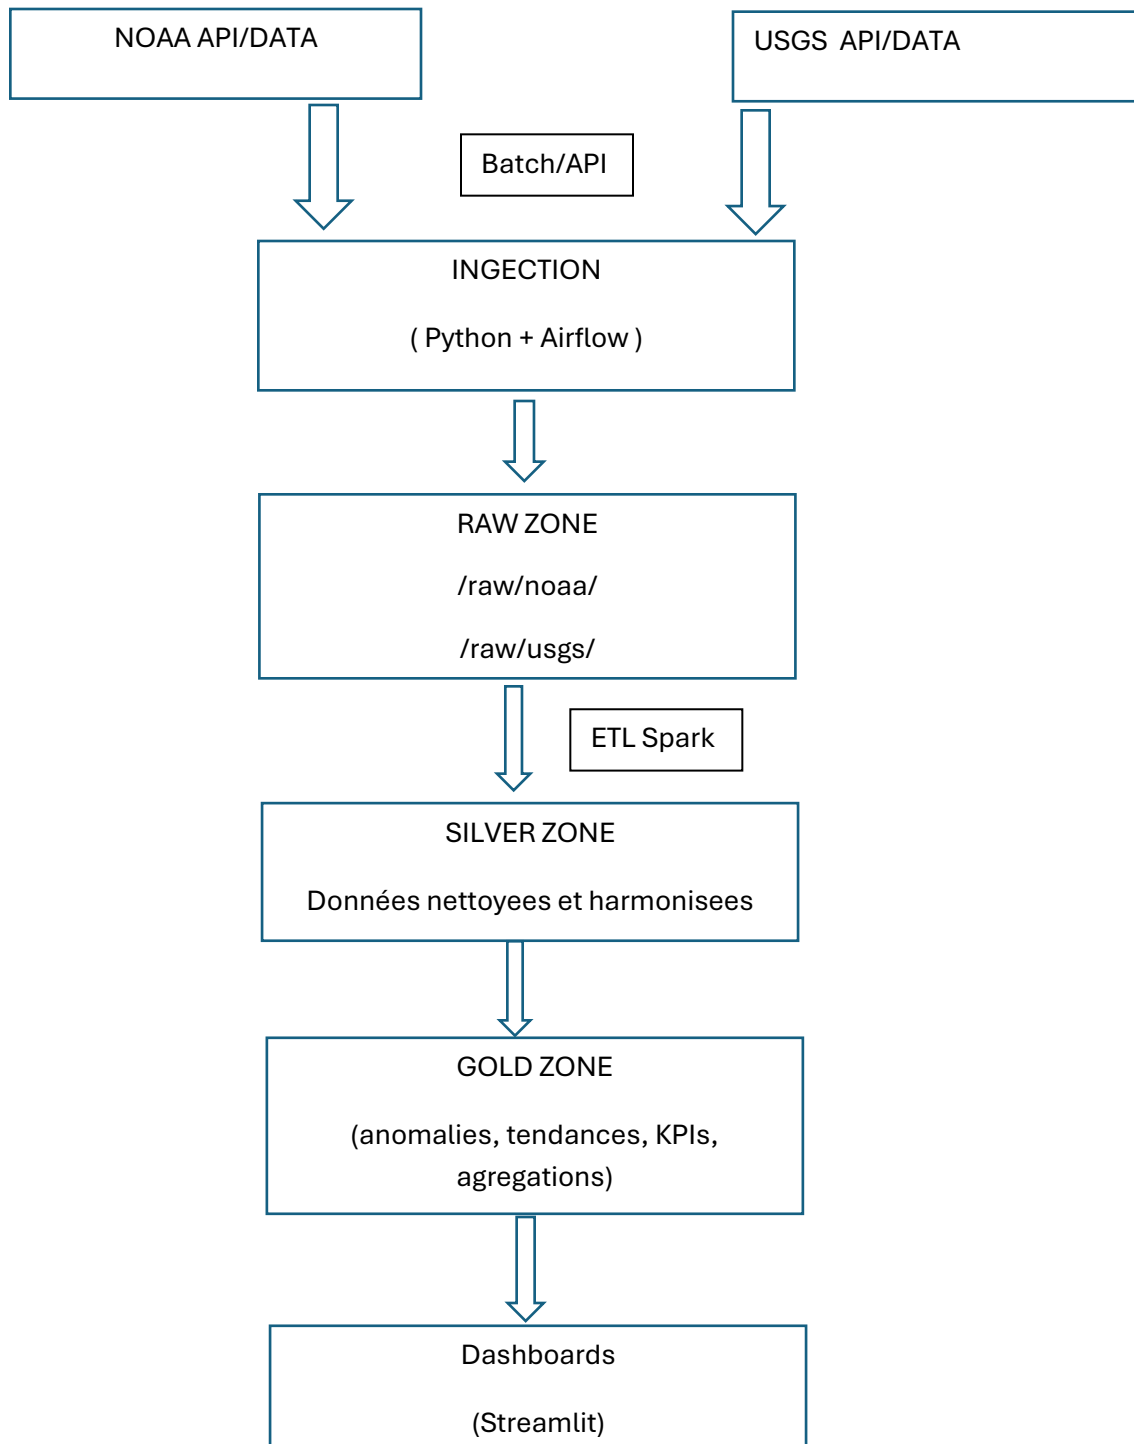 NOAA API/DATA
USGS  API/DATA
Batch/API
INGECTION
( Python + Airflow )
RAW ZONE
/raw/noaa/
/raw/usgs/
ETL Spark
SILVER ZONE
Données nettoyees et harmonisees
GOLD ZONE
(anomalies, tendances, KPIs,
agregations)
Dashboards
(Streamlit)